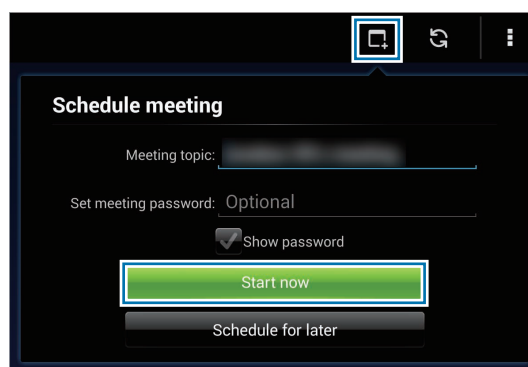 Schedule meeting
Meeting topic:
Set meeting password: Optional
Show password
Start now
Schedule for later